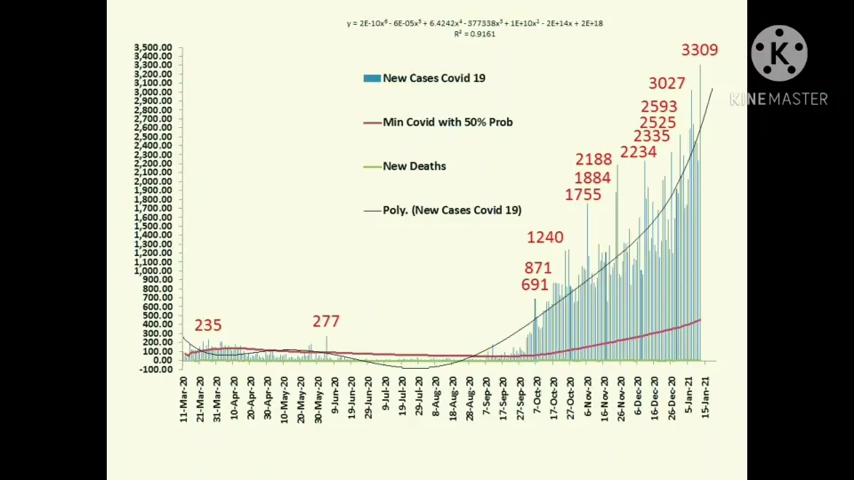 y = 2E-10x⁶ - 6E-05x⁵ + 6.4242x⁴ - 377338x³ + 1E+10x² - 2E+14x + 2E+18
R² = 0.9161
3,500.00
3,400.00
3,300.00
3,200.00
3,100.00
3,000.00
2,900.00
2,800.00
2,700.00
2,600.00
2,500.00
2,400.00
2,300.00
2,200.00
2,100.00
2,000.00
1,900.00
1,800.00
1,700.00
1,600.00
1,500.00
1,400.00
1,300.00
1,200.00
1,100.00
1,000.00
900.00
800.00
700.00
600.00
500.00
400.00
300.00
200.00
100.00
0.00
-100.00
New Cases Covid 19
Min Covid with 50% Prob
New Deaths
Poly. (New Cases Covid 19)
235
277
691
871
1240
1755
1884
2188
2234
2335
2525
2593
3027
3309
KINEMASTER
11-Mar-20
21-Mar-20
31-Mar-20
10-Apr-20
20-Apr-20
30-Apr-20
10-May-20
20-May-20
30-May-20
9-Jun-20
19-Jun-20
29-Jun-20
9-Jul-20
19-Jul-20
29-Jul-20
8-Aug-20
18-Aug-20
28-Aug-20
7-Sep-20
17-Sep-20
27-Sep-20
7-Oct-20
17-Oct-20
27-Oct-20
6-Nov-20
16-Nov-20
26-Nov-20
6-Dec-20
16-Dec-20
26-Dec-20
5-Jan-21
15-Jan-21